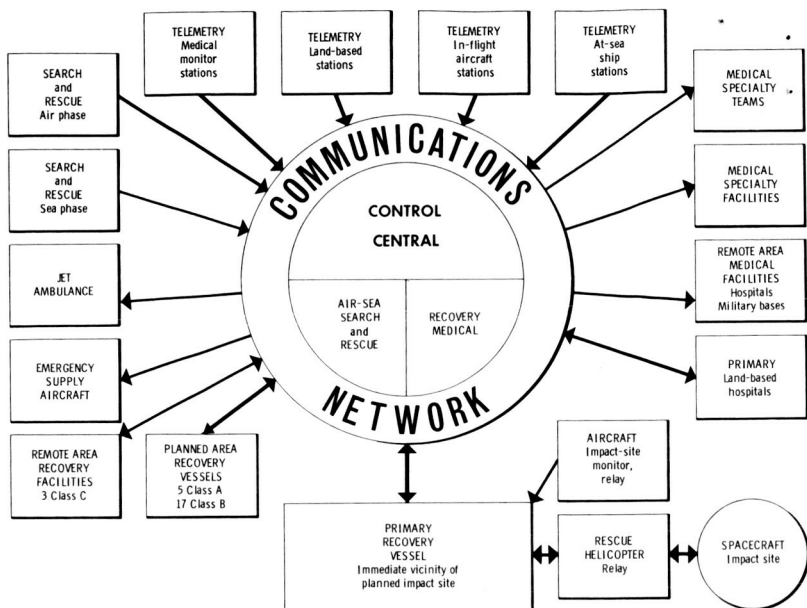 TELEMETRY
Medical
monitor
stations
TELEMETRY
Land-based
stations
TELEMETRY
In-flight
aircraft
stations
TELEMETRY
At-sea
ship
stations
SEARCH
and
RESCUE
Air phase
MEDICAL
SPECIALTY
TEAMS
SEARCH
and
RESCUE
Sea phase
MEDICAL
SPECIALTY
FACILITIES
COMMUNICATIONS
CONTROL
CENTRAL
AIR-SEA
SEARCH
and
RESCUE
RECOVERY
MEDICAL
NETWORK
JET
AMBULANCE
REMOTE AREA
MEDICAL
FACILITIES
Hospitals
Military bases
EMERGENCY
SUPPLY
AIRCRAFT
PRIMARY
Land-based
hospitals
REMOTE AREA
RECOVERY
FACILITIES
3 Class C
PLANNED AREA
RECOVERY
VESSELS
5 Class A
17 Class B
AIRCRAFT
Impact-site
monitor,
relay
PRIMARY
RECOVERY
VESSEL
Immediate vicinity of
planned impact site
RESCUE
HELICOPTER
Relay
SPACECRAFT
Impact site